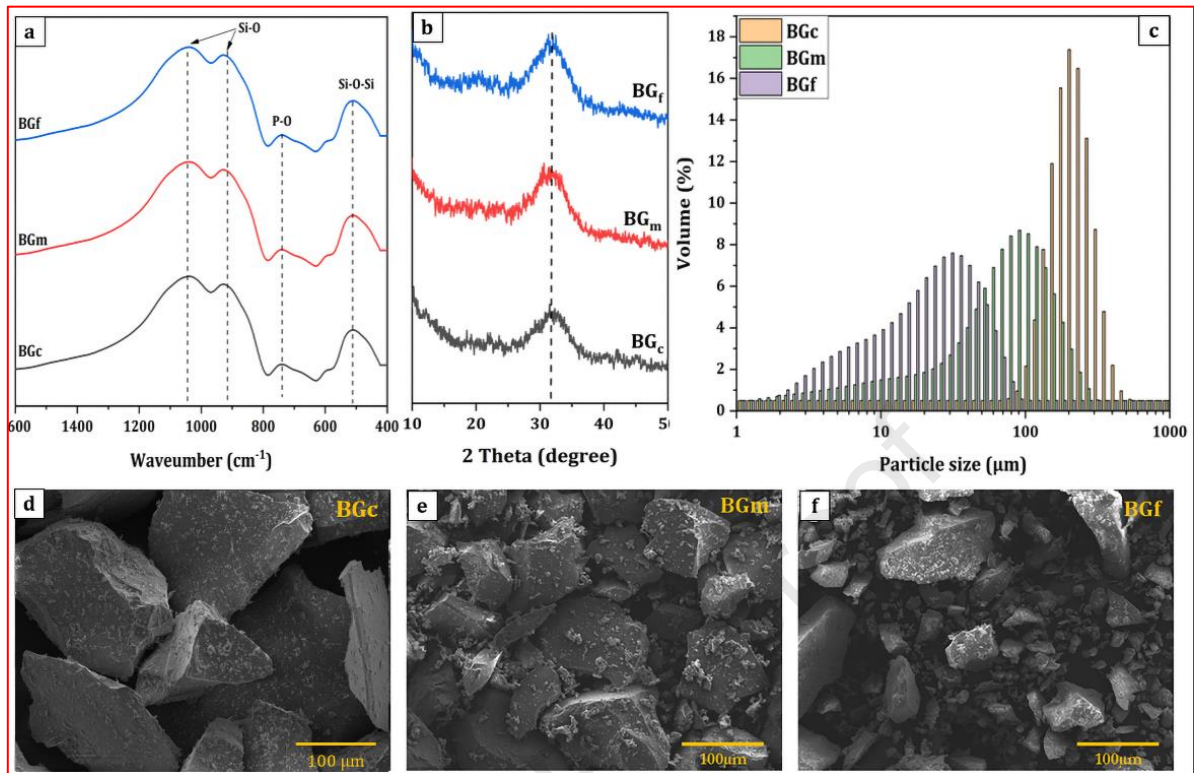 a
Si-O
Si-O-Si
P-O
BGf
BGm
BGc
1600 1400 1200 1000 800 600 400
Waveumber (cm⁻¹)
b
BGf
BGm
BGc
10 20 30 40 50
2 Theta (degree)
c
BGc
BGm
BGf
18
16
14
12
10
8
6
4
2
0
Volume (%)
1 10 100 1000
Particle size (μm)
d
BGc
100 μm
e
BGm
100μm
f
BGf
100μm